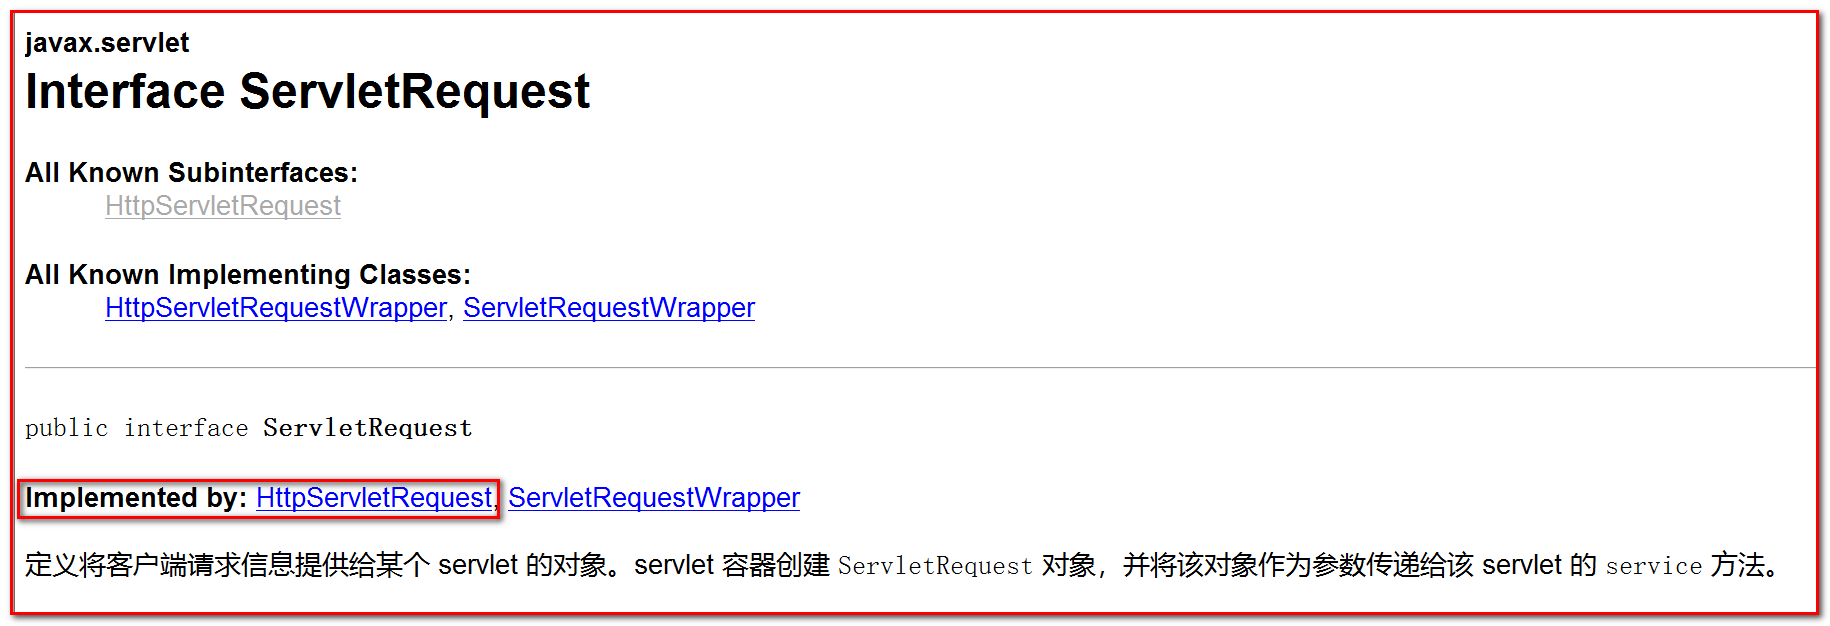 javax.servlet
Interface ServletRequest
All Known Subinterfaces:
HttpServletRequest
All Known Implementing Classes:
HttpServletRequestWrapper, ServletRequestWrapper
public interface ServletRequest
Implemented by: HttpServletRequest, ServletRequestWrapper
定义将客户端请求信息提供给某个 servlet 的对象。servlet 容器创建 ServletRequest 对象，并将该对象作为参数传递给该 servlet 的 service 方法。